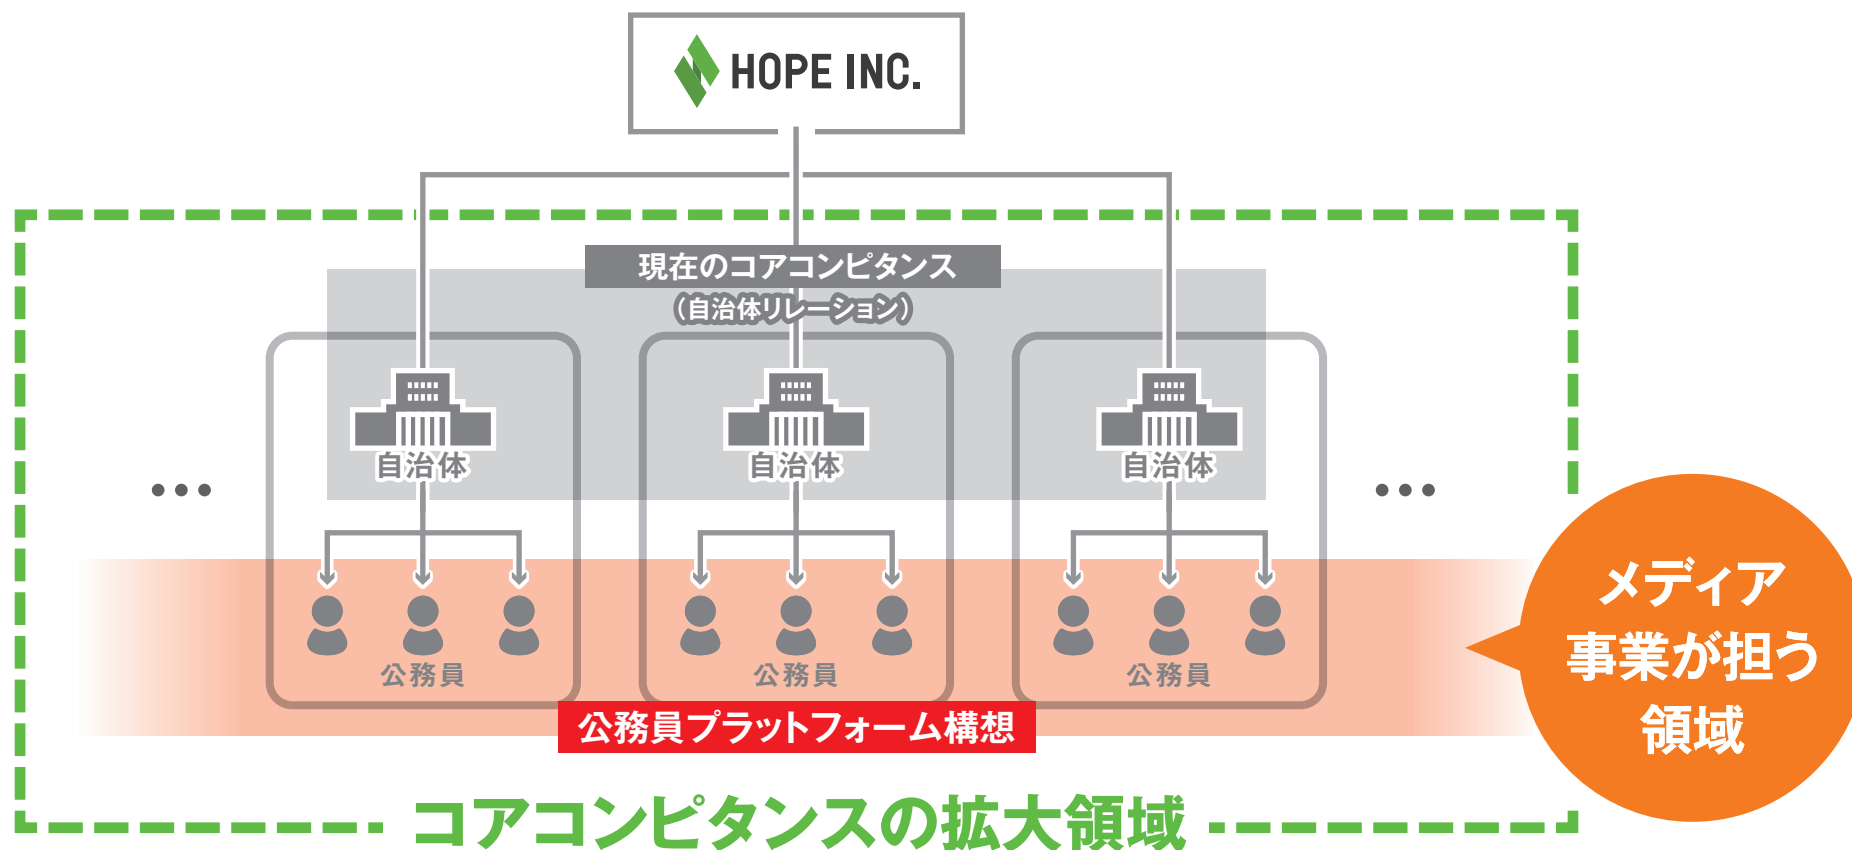 HOPE INC.
現在のコアコンピタンス
（自治体リレーション）
自治体
自治体
自治体
公務員
公務員
公務員
公務員プラットフォーム構想
メディア
事業が担う
領域
コアコンピタンスの拡大領域